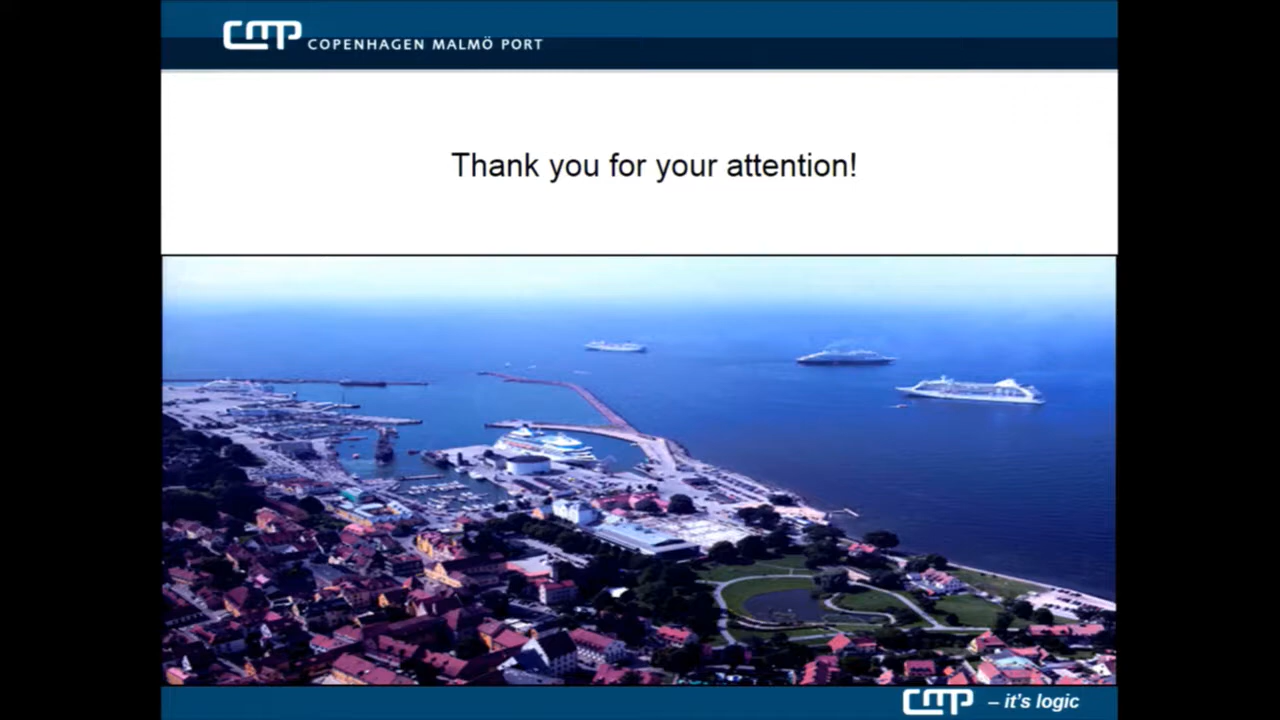 CMP COPENHAGEN MALMÖ PORT
Thank you for your attention!
CMP – it's logic